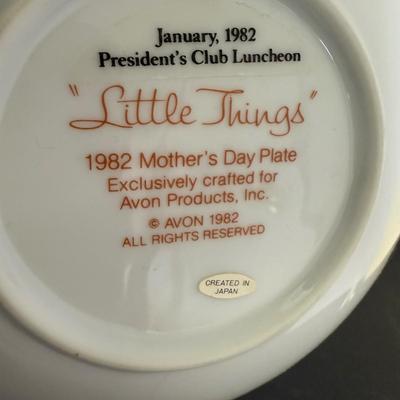 January, 1982
President's Club Luncheon
"Little Things"
1982 Mother's Day Plate
Exclusively crafted for
Avon Products, Inc.
© AVON 1982
ALL RIGHTS RESERVED
CREATED IN
JAPAN